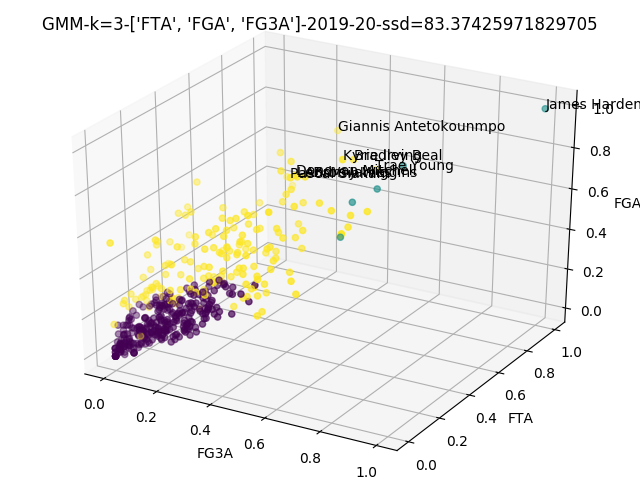 GMM-k=3-['FTA', 'FGA', 'FG3A']-2019-20-ssd=83.37425971829705
James Harden
Giannis Antetokounmpo
Bradley Beal
Trae Young
1.0
0.8
0.6
0.4
0.2
0.0
FGA
0.0
0.2
0.4
0.6
0.8
1.0
FG3A
0.0
0.2
0.4
0.6
0.8
1.0
FTA